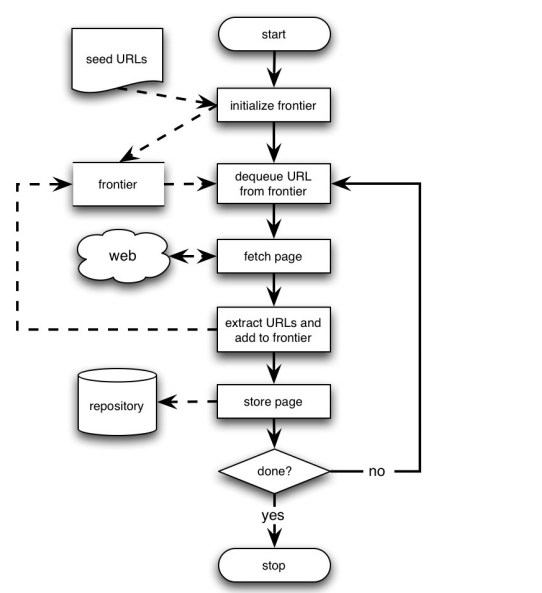 start
seed URLs
initialize frontier
frontier
dequeue URL
from frontier
web
fetch page
extract URLs and
add to frontier
repository
store page
done?
no
yes
stop